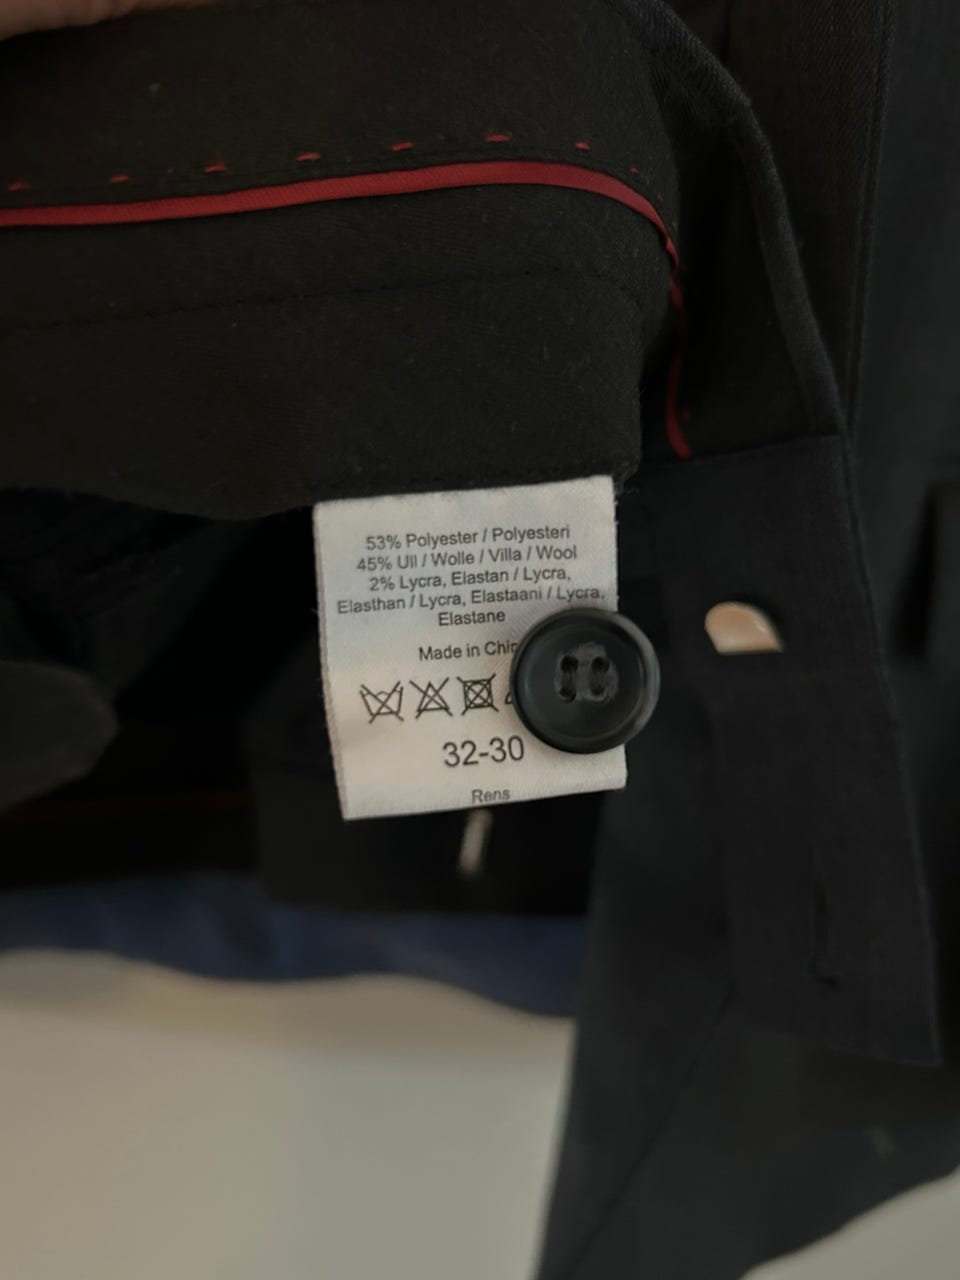 53% Polyester / Polyesteri
45% Ull / Wolle / Villa / Wool
2% Lycra, Elastan / Lycra,
Elasthan / Lycra, Elastaani / Lycra,
Elastane
Made in
32-30
Rens